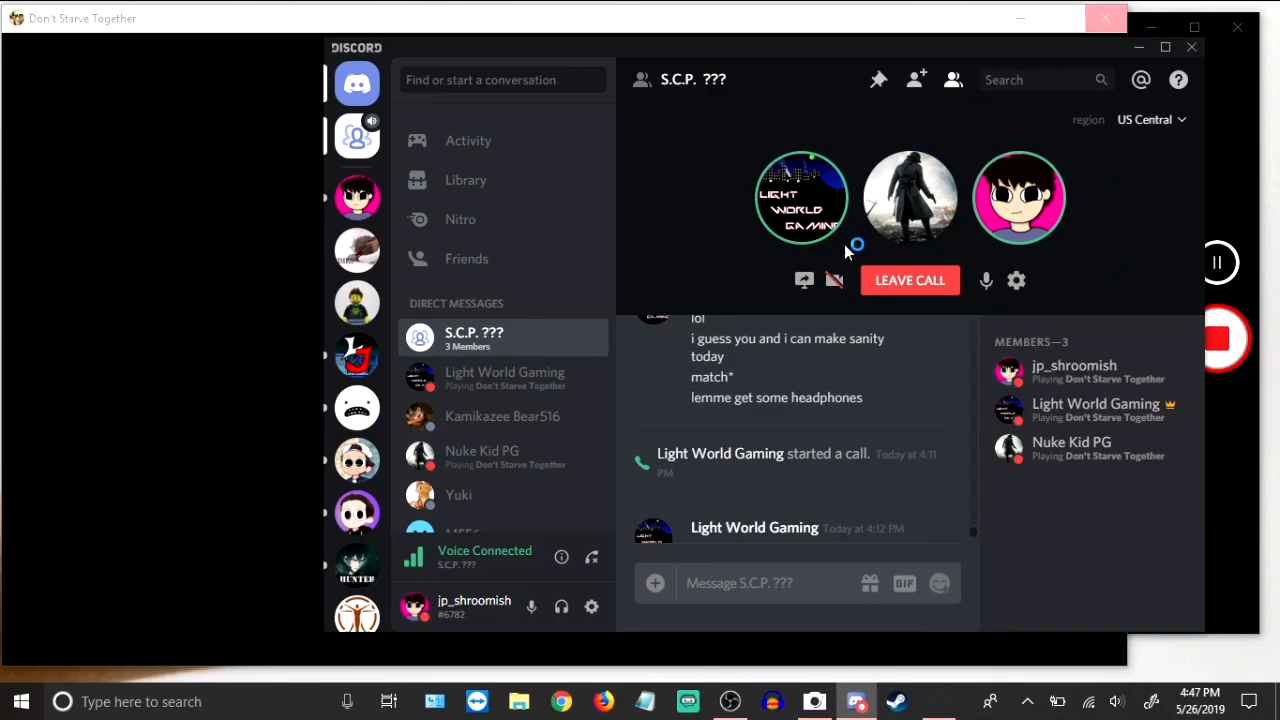 Don't Starve Together
DISCORD
Find or start a conversation
S.C.P. ???
Search
region US Central
Activity
Library
Nitro
Friends
LIGHT
WORLD
GAMING
LEAVE CALL
DIRECT MESSAGES
S.C.P. ???
3 Members
Light World Gaming
Playing Don't Starve Together
Kamikazee Bear516
Nuke Kid PG
Playing Don't Starve Together
Yuki
HUNTER
lol
i guess you and i can make sanity
today
match*
lemme get some headphones
Light World Gaming started a call. Today at 4:11
PM
Light World Gaming Today at 4:12 PM
MEMBERS—3
jp_shroomish
Playing Don't Starve Together
Light World Gaming
Playing Don't Starve Together
Nuke Kid PG
Playing Don't Starve Together
Voice Connected
S.C.P. ???
jp_shroomish
#6782
Message S.C.P. ???
GIF
Type here to search
4:47 PM
5/26/2019